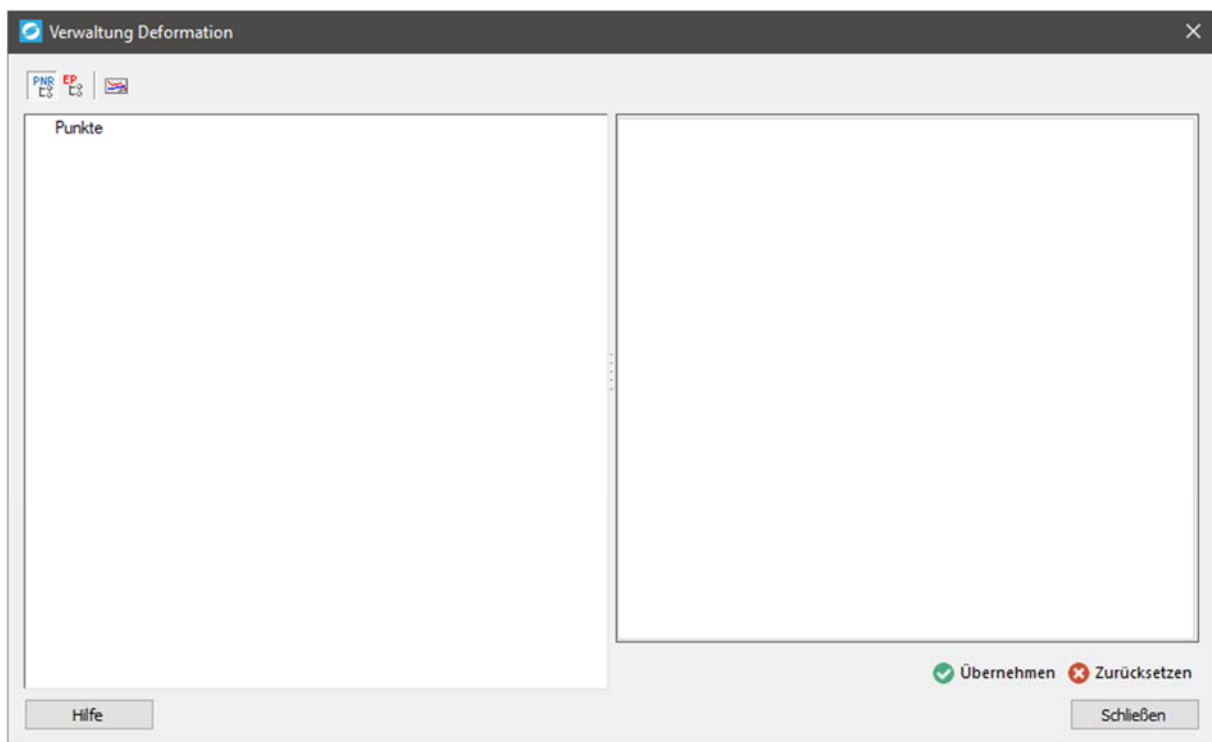 Verwaltung Deformation
PNR EP
Punkte
Übernehmen Zurücksetzen
Hilfe Schließen